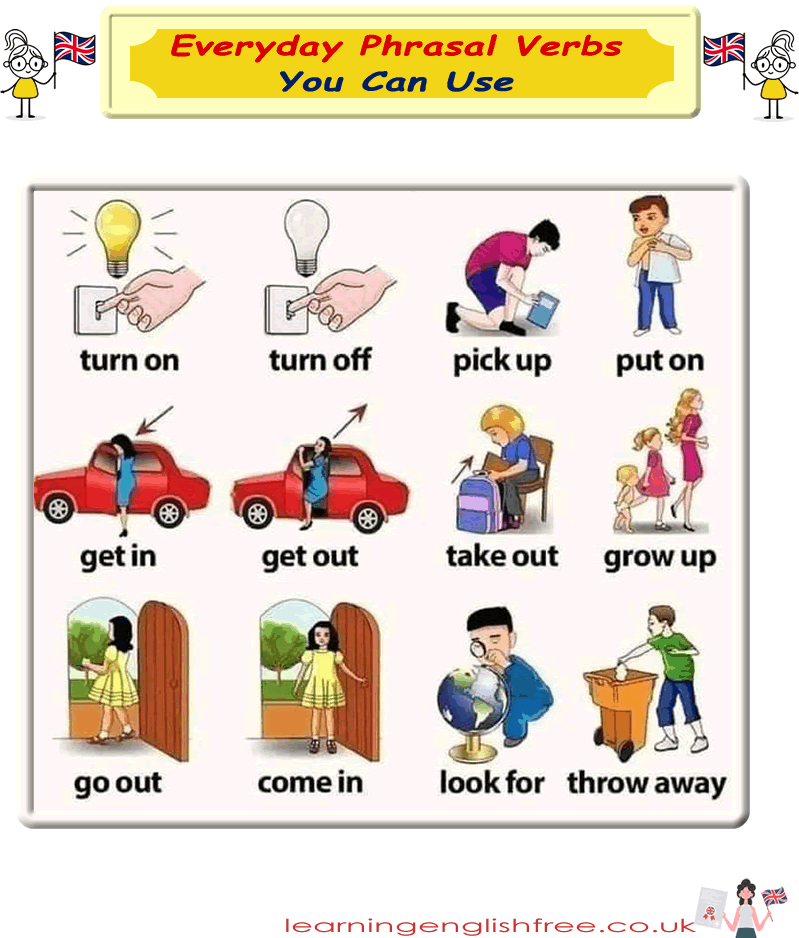 Everyday Phrasal Verbs
You Can Use
turn on
turn off
pick up
put on
get in
get out
take out
grow up
go out
come in
look for
throw away
learningenglishfree.co.uk